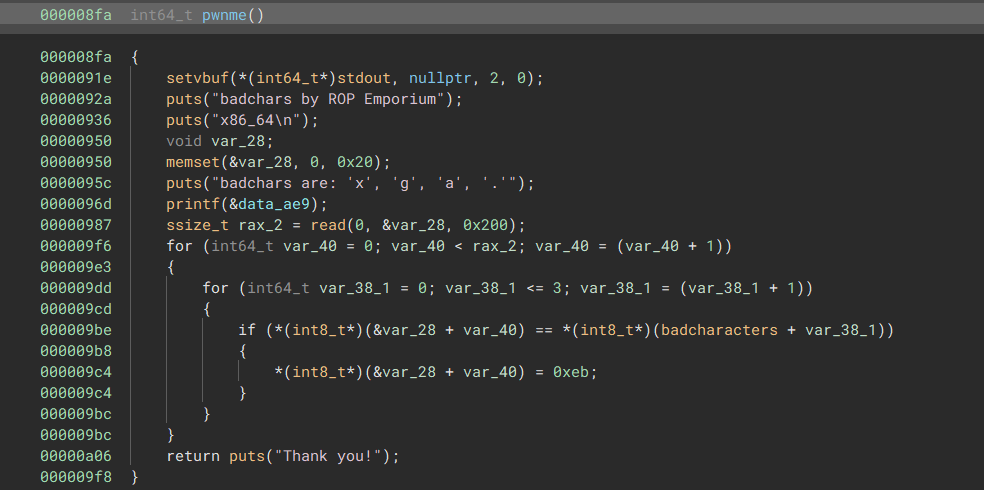 000008fa int64_t pwnme()
000008fa {
0000091e setvbuf(*(int64_t*)stdout, nullptr, 2, 0);
0000092a puts("badchars by ROP Emporium");
00000936 puts("x86_64\n");
00000950 void var_28;
00000950 memset(&var_28, 0, 0x20);
0000095c puts("badchars are: 'x', 'g', 'a', '.'");
0000096d printf(&data_ae9);
00000987 ssize_t rax_2 = read(0, &var_28, 0x200);
000009f6 for (int64_t var_40 = 0; var_40 < rax_2; var_40 = (var_40 + 1))
000009e3 {
000009dd for (int64_t var_38_1 = 0; var_38_1 <= 3; var_38_1 = (var_38_1 + 1))
000009cd {
000009be if (*(int8_t*)(&var_28 + var_40) == *(int8_t*)(badcharacters + var_38_1))
000009b8 {
000009c4 *(int8_t*)(&var_28 + var_40) = 0xeb;
000009c4 }
000009bc }
000009bc }
00000a06 return puts("Thank you!");
000009f8 }